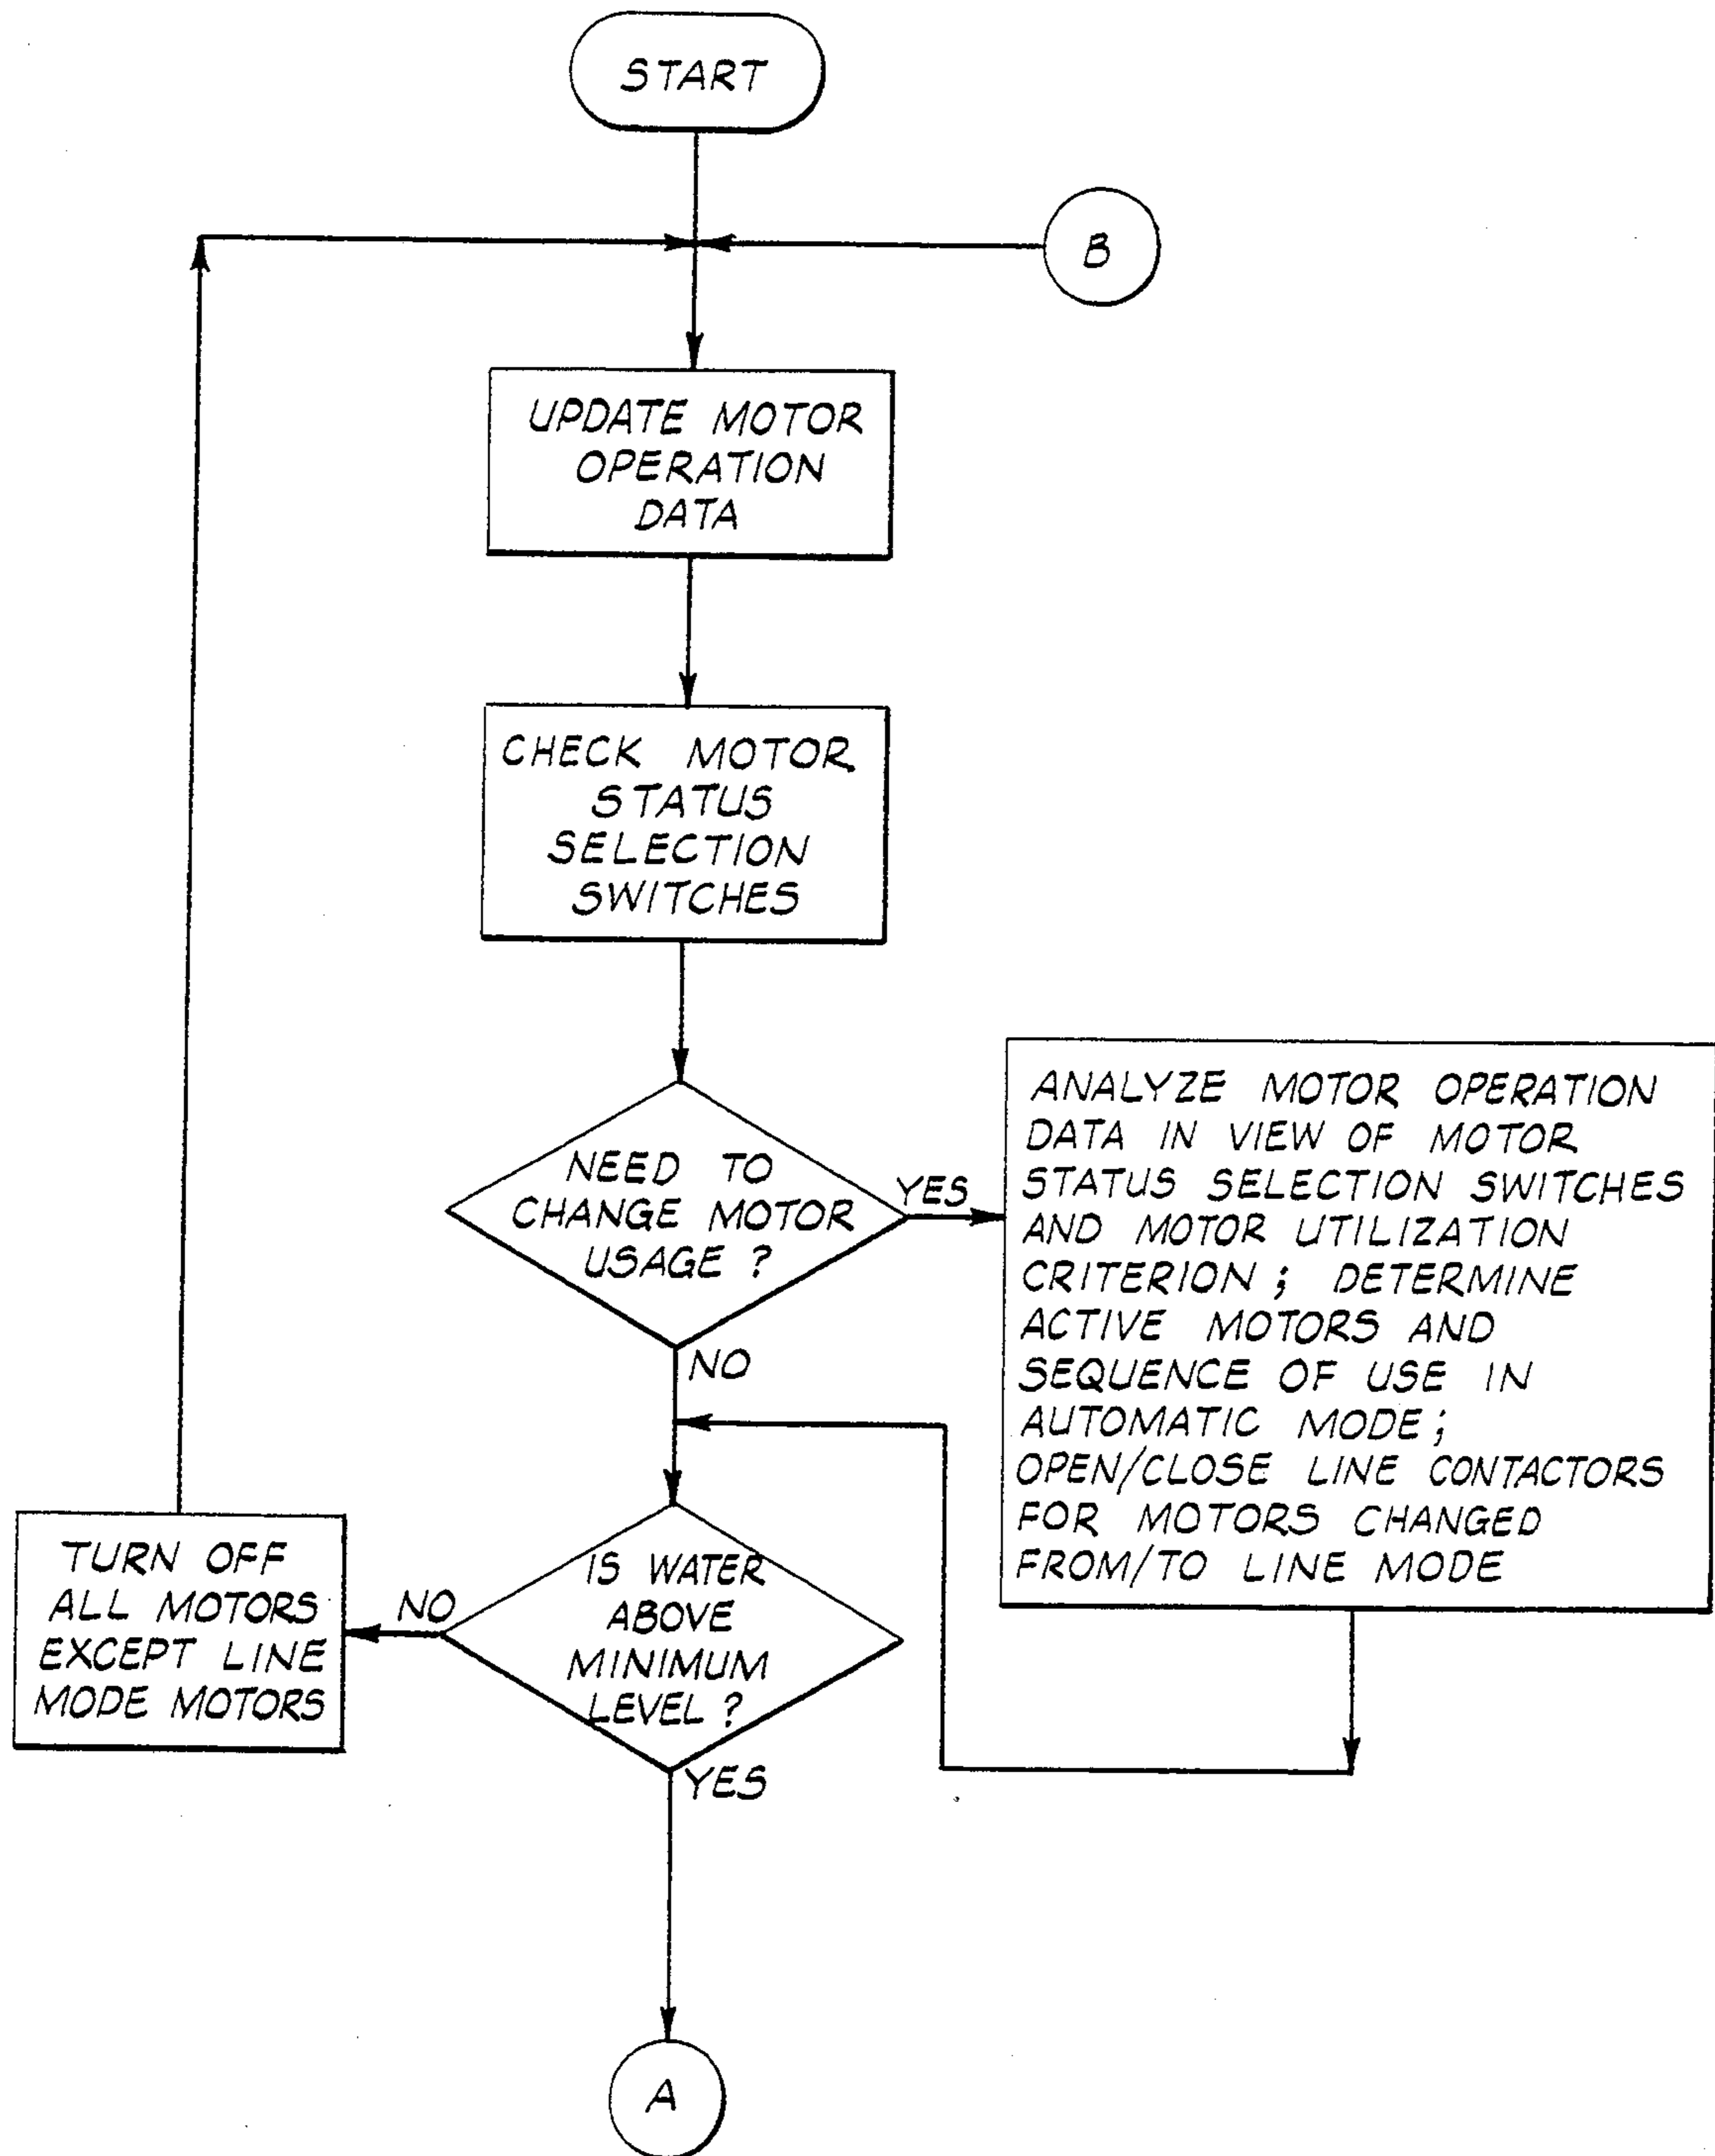 START
B
UPDATE MOTOR
OPERATION
DATA
CHECK MOTOR
STATUS
SELECTION
SWITCHES
NEED TO
CHANGE MOTOR
USAGE ?
YES
NO
ANALYZE MOTOR OPERATION
DATA IN VIEW OF MOTOR
STATUS SELECTION SWITCHES
AND MOTOR UTILIZATION
CRITERION ; DETERMINE
ACTIVE MOTORS AND
SEQUENCE OF USE IN
AUTOMATIC MODE ;
OPEN/CLOSE LINE CONTACTORS
FOR MOTORS CHANGED
FROM/TO LINE MODE
IS WATER
ABOVE
MINIMUM
LEVEL ?
NO
TURN OFF
ALL MOTORS
EXCEPT LINE
MODE MOTORS
YES
A